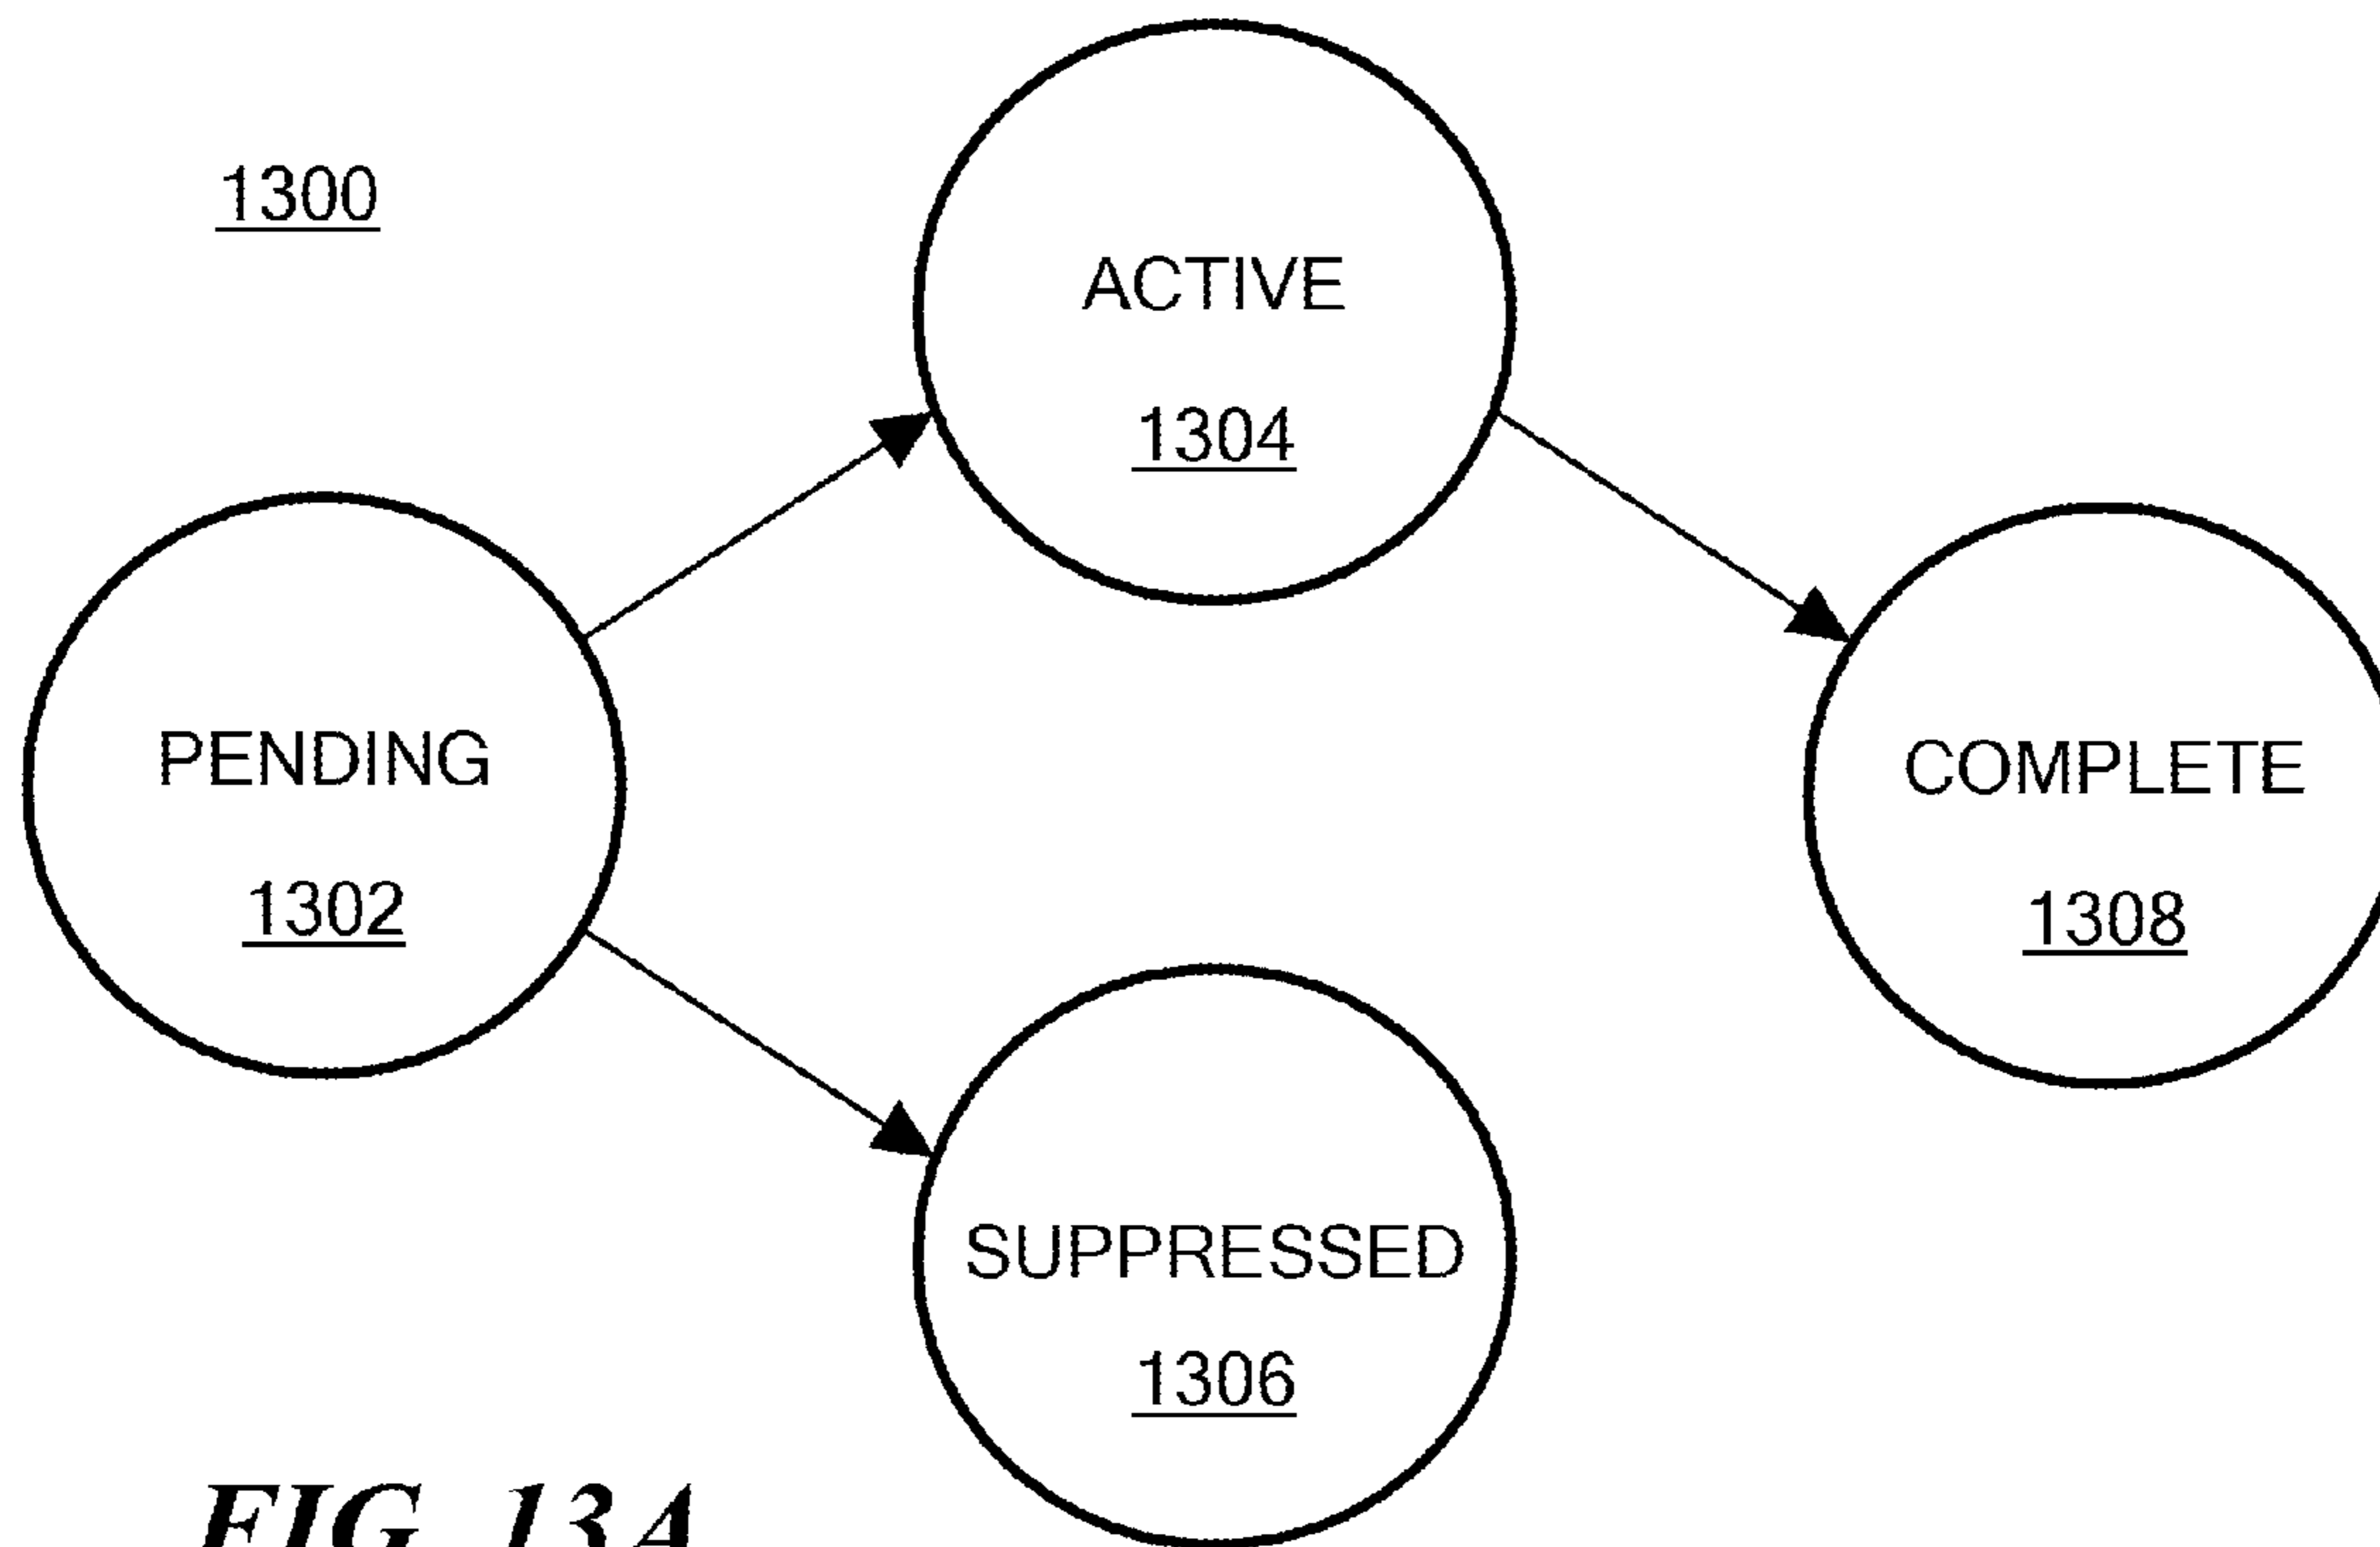 1300
ACTIVE
1304
PENDING
1302
COMPLETE
1308
SUPPRESSED
1306
FIG. 13A